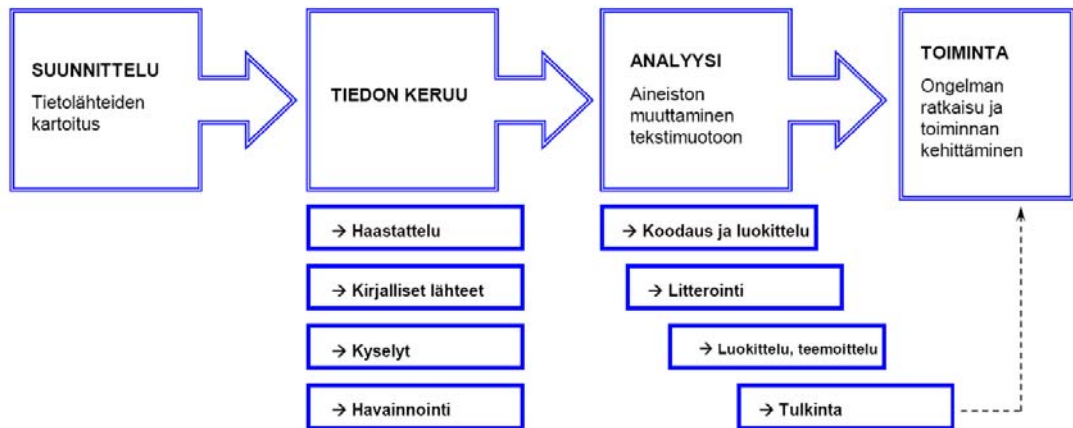 SUUNNITTELU
Tietolähteiden
kartoitus
TIEDON KERUU
→ Haastattelu
→ Kirjalliset lähteet
→ Kyselyt
→ Havainnointi
ANALYYSI
Aineiston
muuttaminen
tekstimuotoon
→ Koodaus ja luokittelu
→ Litterointi
→ Luokittelu, teemoittelu
→ Tulkinta
TOIMINTA
Ongelman
ratkaisu ja
toiminnan
kehittäminen